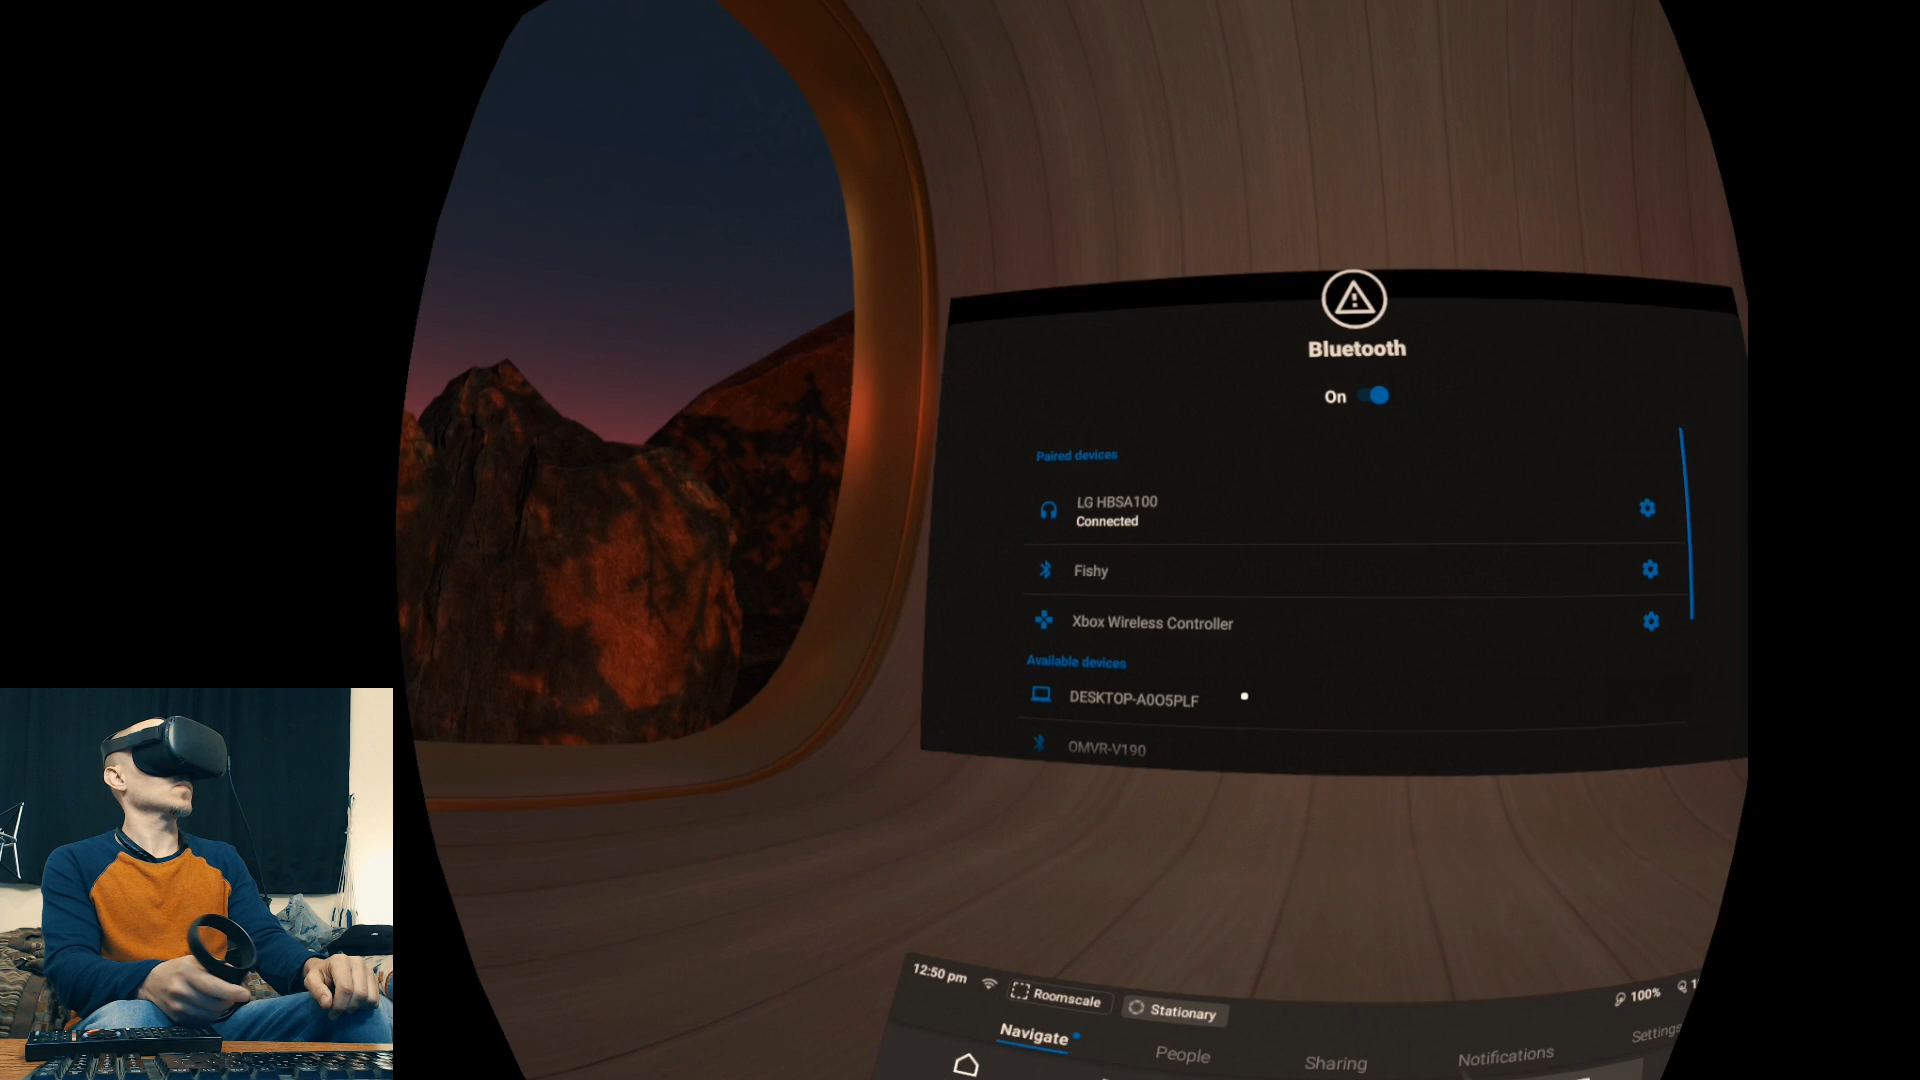 Bluetooth
On
Paired devices
LG HBSA100
Connected
Fishy
Xbox Wireless Controller
Available devices
DESKTOP-A0O5PLF
OMVR-V190
12:50 pm
Roomscale
Stationary
100%
Navigate
People
Sharing
Notifications
Settings